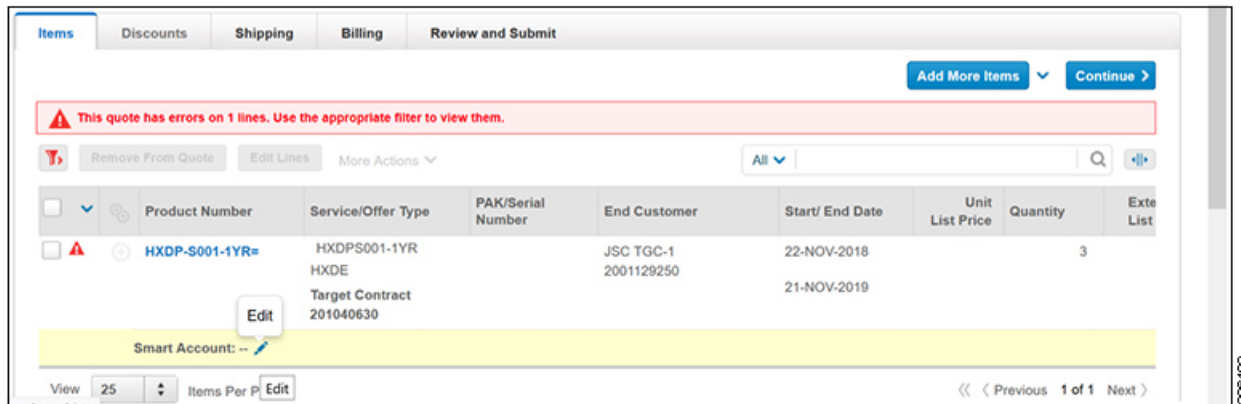 Items Discounts Shipping Billing Review and Submit
Add More Items Continue >
This quote has errors on 1 lines. Use the appropriate filter to view them.
Remove From Quote Edit Lines More Actions All
Product Number Service/Offer Type PAK/Serial Number End Customer Start/ End Date Unit List Price Quantity Exte List
HXDP-S001-1YR= HXDPS001-1YR JSC TGC-1 22-NOV-2018 3
HXDE 2001129250
21-NOV-2019
Target Contract
201040630
Edit
Smart Account: --
View 25 Items Per P Edit Previous 1 of 1 Next